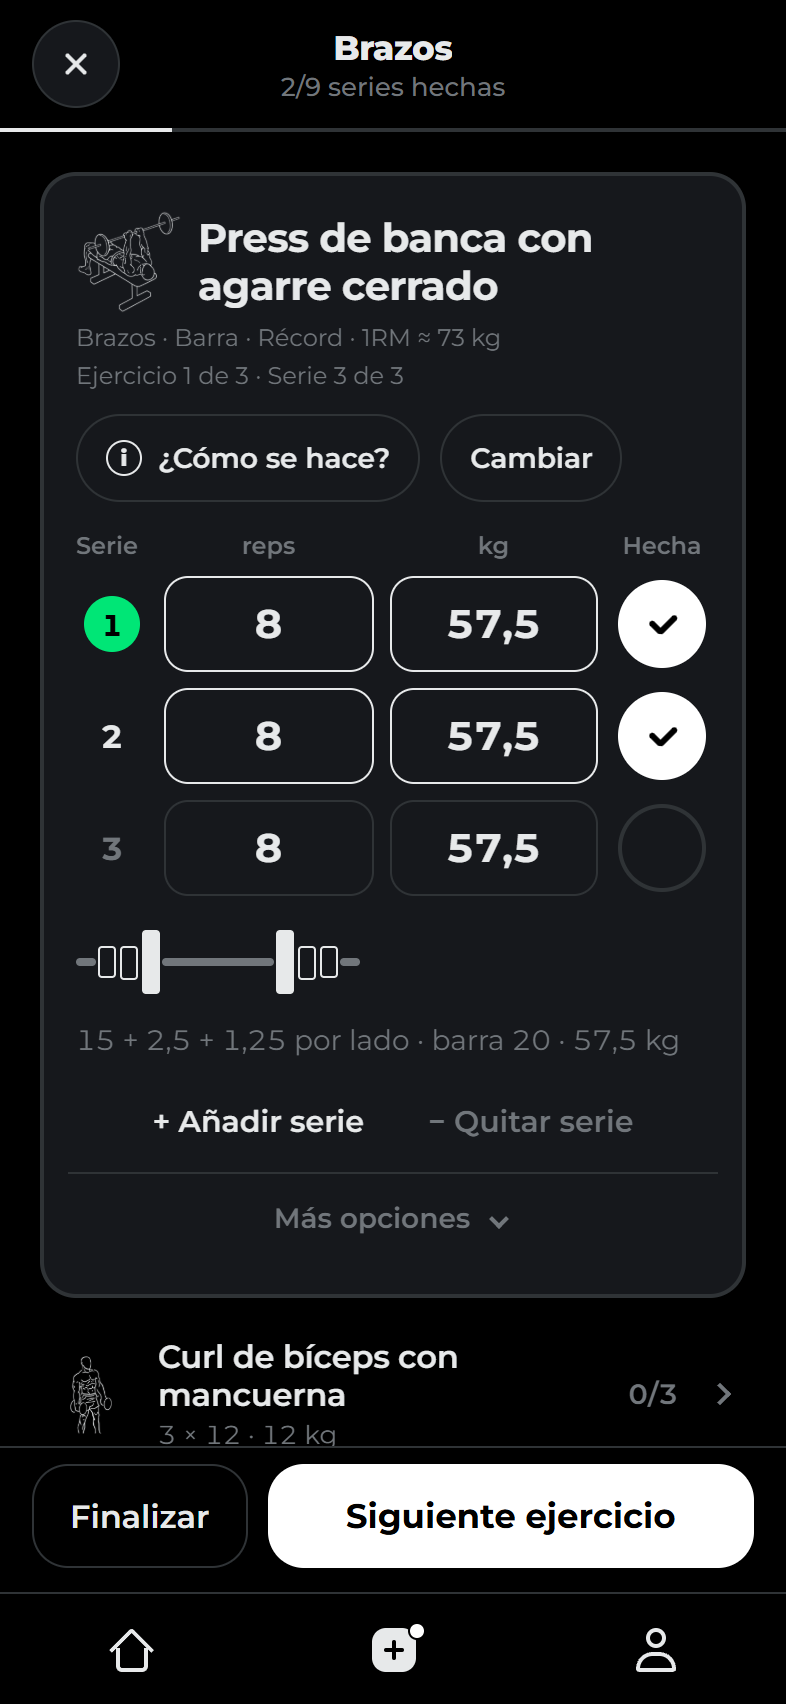 Brazos
2/9 series hechas
Press de banca con
agarre cerrado
Brazos · Barra · Récord · 1RM ≈ 73 kg
Ejercicio 1 de 3 · Serie 3 de 3
¿Cómo se hace?
Cambiar
Serie reps kg Hecha
1 8 57,5
2 8 57,5
3 8 57,5
15 + 2,5 + 1,25 por lado · barra 20 · 57,5 kg
+ Añadir serie − Quitar serie
Más opciones
Curl de bíceps con
mancuerna
0/3
3 × 12 · 12 kg
Finalizar
Siguiente ejercicio